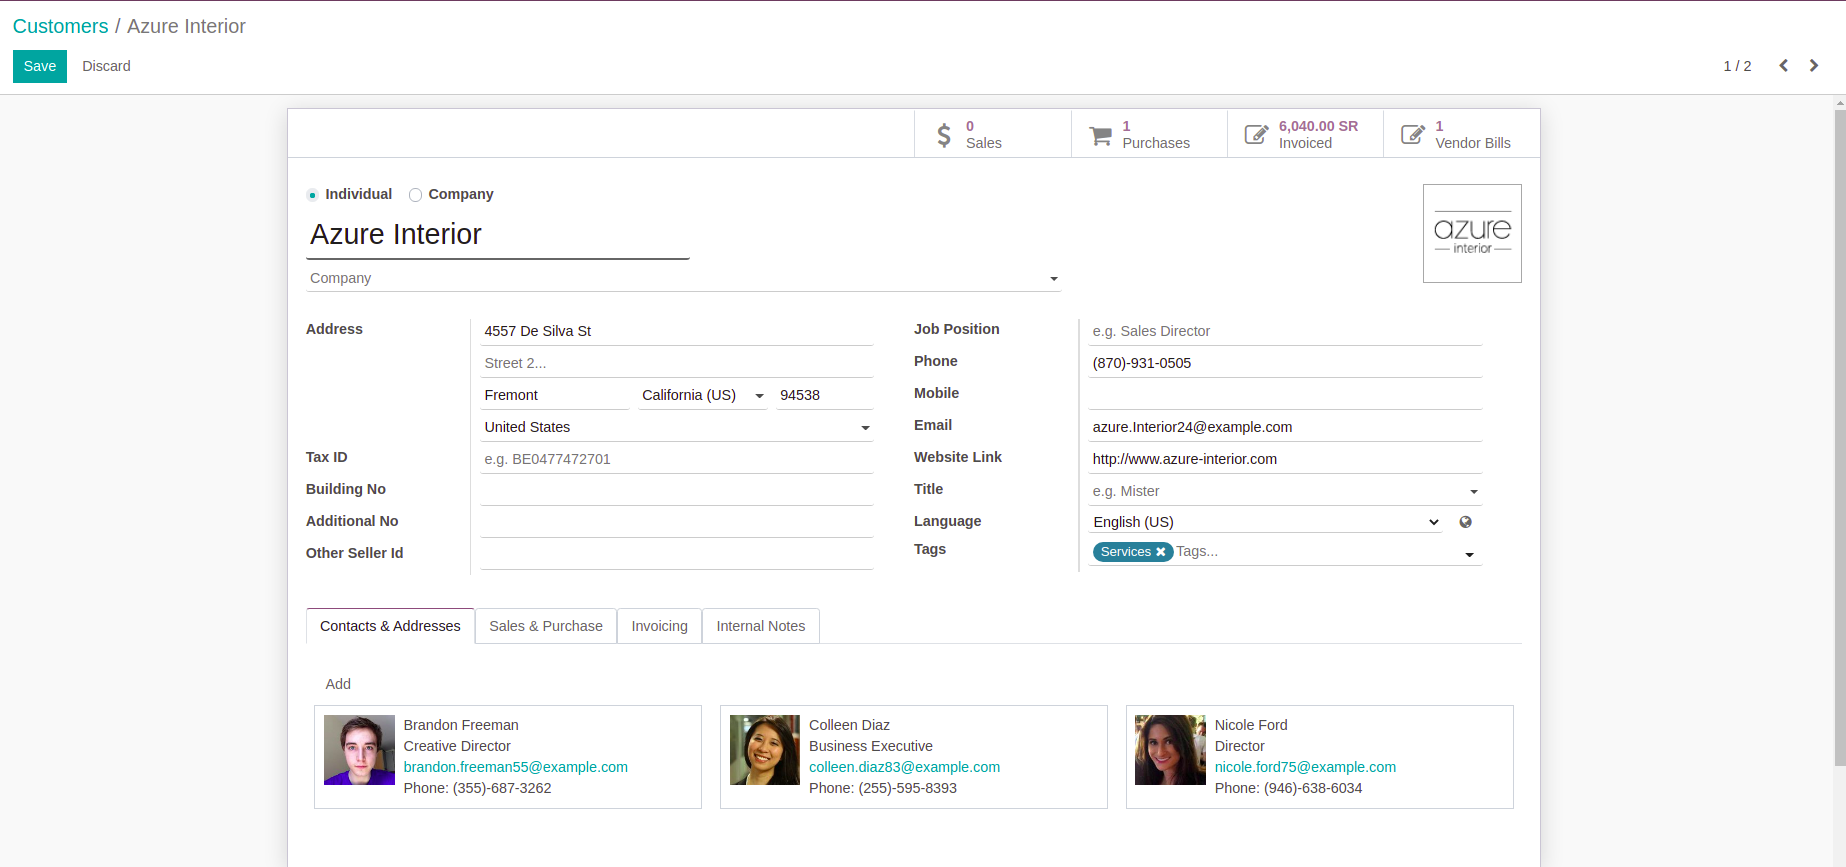 Customers / Azure Interior
Save Discard
1 / 2
0
Sales
1
Purchases
6,040.00 SR
Invoiced
1
Vendor Bills
Individual Company
azure
interior
Azure Interior
Company
Address
4557 De Silva St
Street 2...
Fremont California (US) 94538
United States
Tax ID e.g. BE0477472701
Building No
Additional No
Other Seller Id
Job Position e.g. Sales Director
Phone (870)-931-0505
Mobile
Email azure.Interior24@example.com
Website Link http://www.azure-interior.com
Title e.g. Mister
Language English (US)
Tags Services Tags...
Contacts & Addresses Sales & Purchase Invoicing Internal Notes
Add
Brandon Freeman
Creative Director
brandon.freeman55@example.com
Phone: (355)-687-3262
Colleen Diaz
Business Executive
colleen.diaz83@example.com
Phone: (255)-595-8393
Nicole Ford
Director
nicole.ford75@example.com
Phone: (946)-638-6034